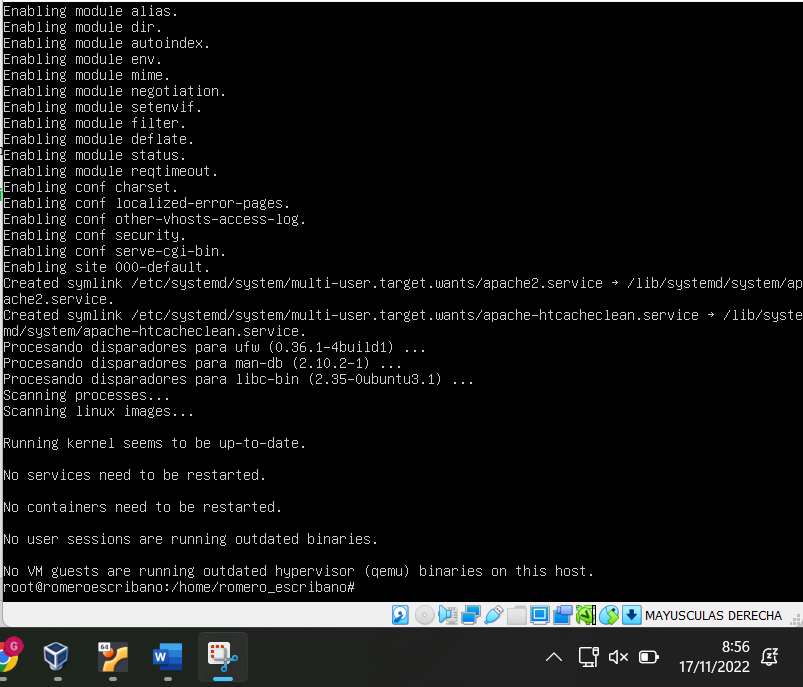 Enabling module alias.
Enabling module dir.
Enabling module autoindex.
Enabling module env.
Enabling module mime.
Enabling module negotiation.
Enabling module setenvif.
Enabling module filter.
Enabling module deflate.
Enabling module status.
Enabling module reqtimeout.
Enabling conf charset.
Enabling conf localized-error-pages.
Enabling conf other-vhosts-access-log.
Enabling conf security.
Enabling conf serve-cgi-bin.
Enabling site 000-default.
Created symlink /etc/systemd/system/multi-user.target.wants/apache2.service → /lib/systemd/system/ap
ache2.service.
Created symlink /etc/systemd/system/multi-user.target.wants/apache-htcacheclean.service → /lib/syste
md/system/apache-htcacheclean.service.
Procesando disparadores para ufw (0.36.1-4build1) ...
Procesando disparadores para man-db (2.10.2-1) ...
Procesando disparadores para libc-bin (2.35-0ubuntu3.1) ...
Scanning processes...
Scanning linux images...
Running kernel seems to be up-to-date.
No services need to be restarted.
No containers need to be restarted.
No user sessions are running outdated binaries.
No VM guests are running outdated hypervisor (qemu) binaries on this host.
root@romeroescribano:/home/romero_escribano#
MAYUSCULAS DERECHA
G
64
W
8:56
17/11/2022